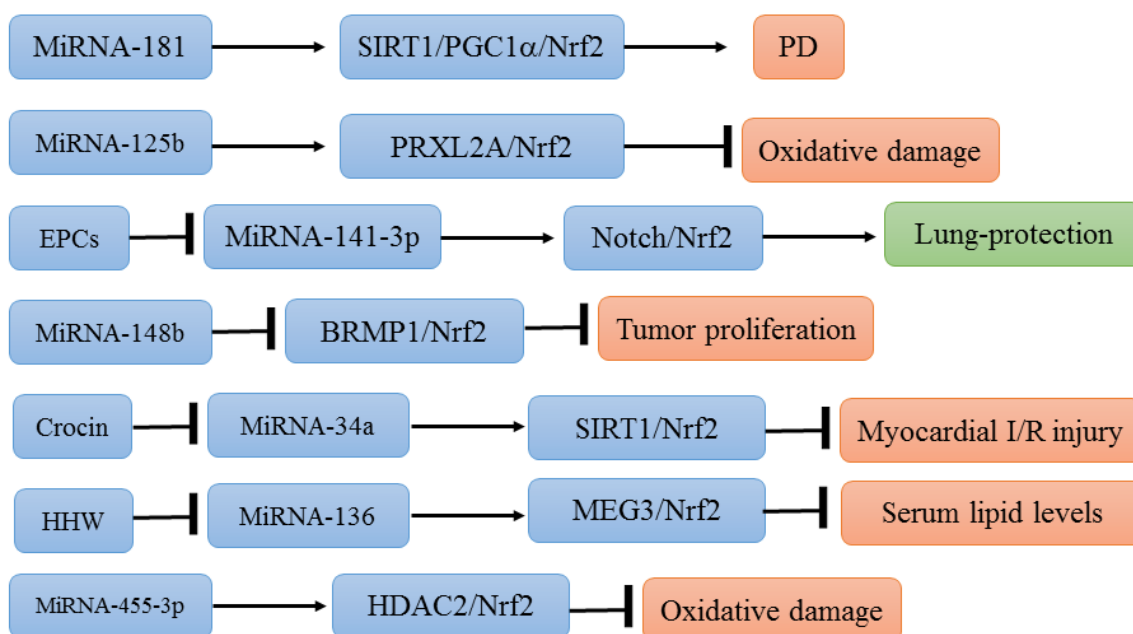 MiRNA-181 SIRT1/PGC1α/Nrf2 PD
MiRNA-125b PRXL2A/Nrf2 Oxidative damage
EPCs MiRNA-141-3p Notch/Nrf2 Lung-protection
MiRNA-148b BRMP1/Nrf2 Tumor proliferation
Crocin MiRNA-34a SIRT1/Nrf2 Myocardial I/R injury
HHW MiRNA-136 MEG3/Nrf2 Serum lipid levels
MiRNA-455-3p HDAC2/Nrf2 Oxidative damage